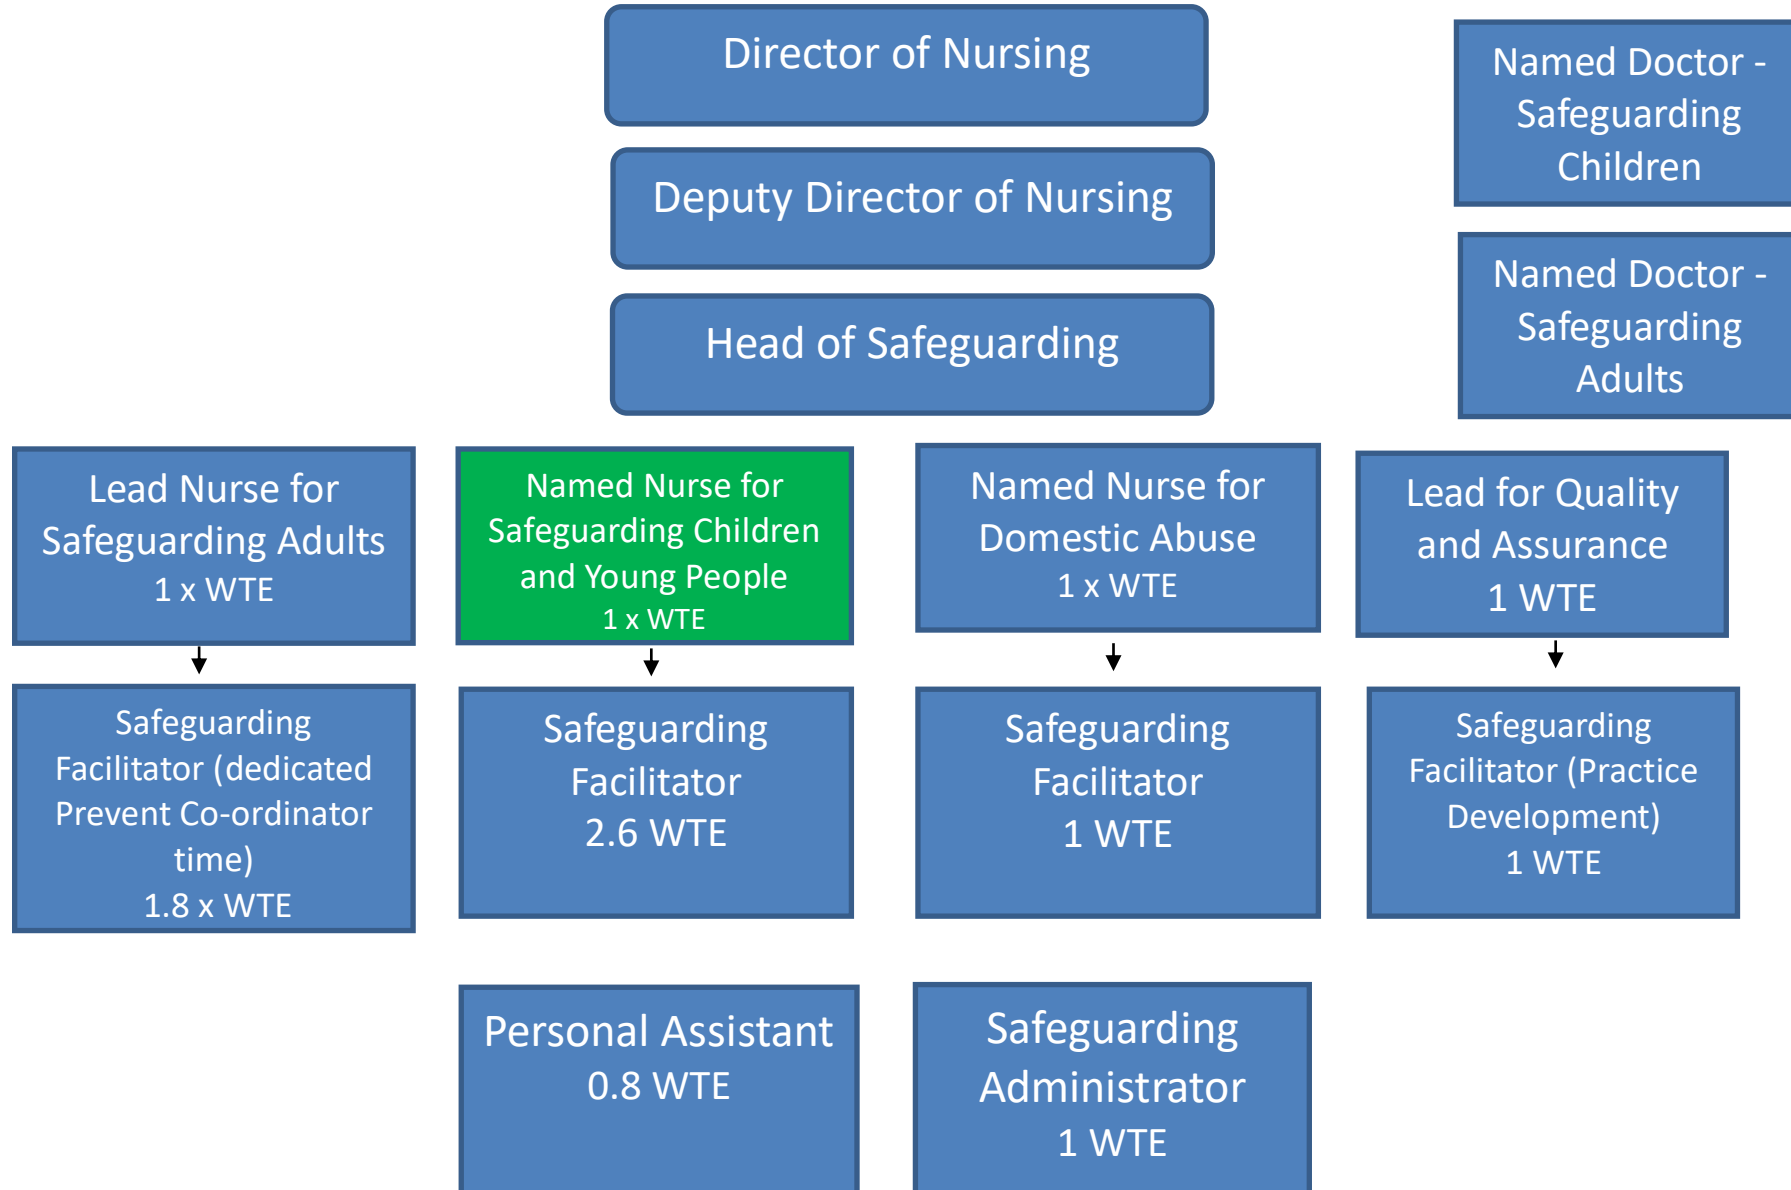 Director of Nursing
Named Doctor -
Safeguarding
Children
Deputy Director of Nursing
Named Doctor -
Safeguarding
Adults
Head of Safeguarding
Lead Nurse for
Safeguarding Adults
1 x WTE
Named Nurse for
Safeguarding Children
and Young People
1 x WTE
Named Nurse for
Domestic Abuse
1 x WTE
Lead for Quality
and Assurance
1 WTE
Safeguarding
Facilitator (dedicated
Prevent Co-ordinator
time)
1.8 x WTE
Safeguarding
Facilitator
2.6 WTE
Safeguarding
Facilitator
1 WTE
Safeguarding
Facilitator (Practice
Development)
1 WTE
Personal Assistant
0.8 WTE
Safeguarding
Administrator
1 WTE